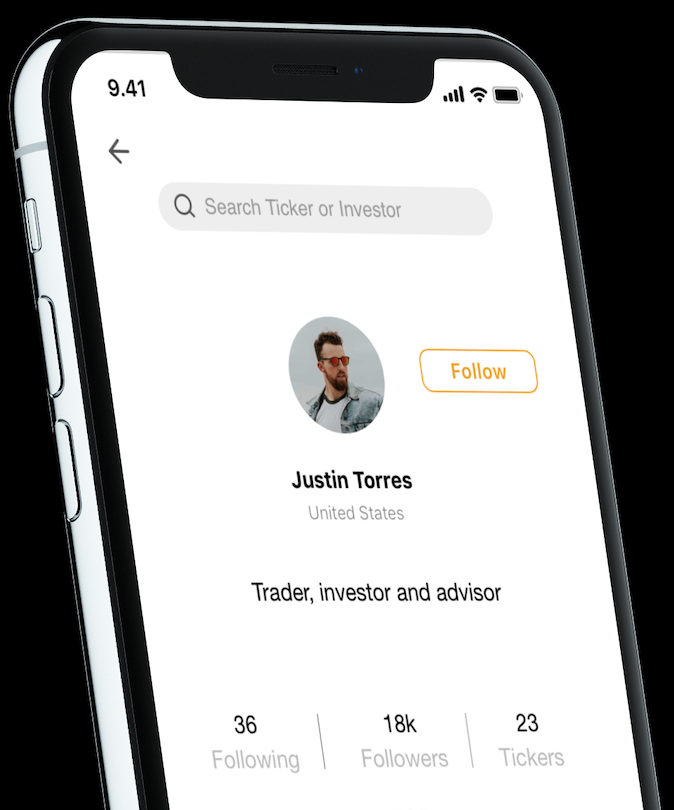 9.41
Search Ticker or Investor
Follow
Justin Torres
United States
Trader, investor and advisor
36 18k 23
Following Followers Tickers